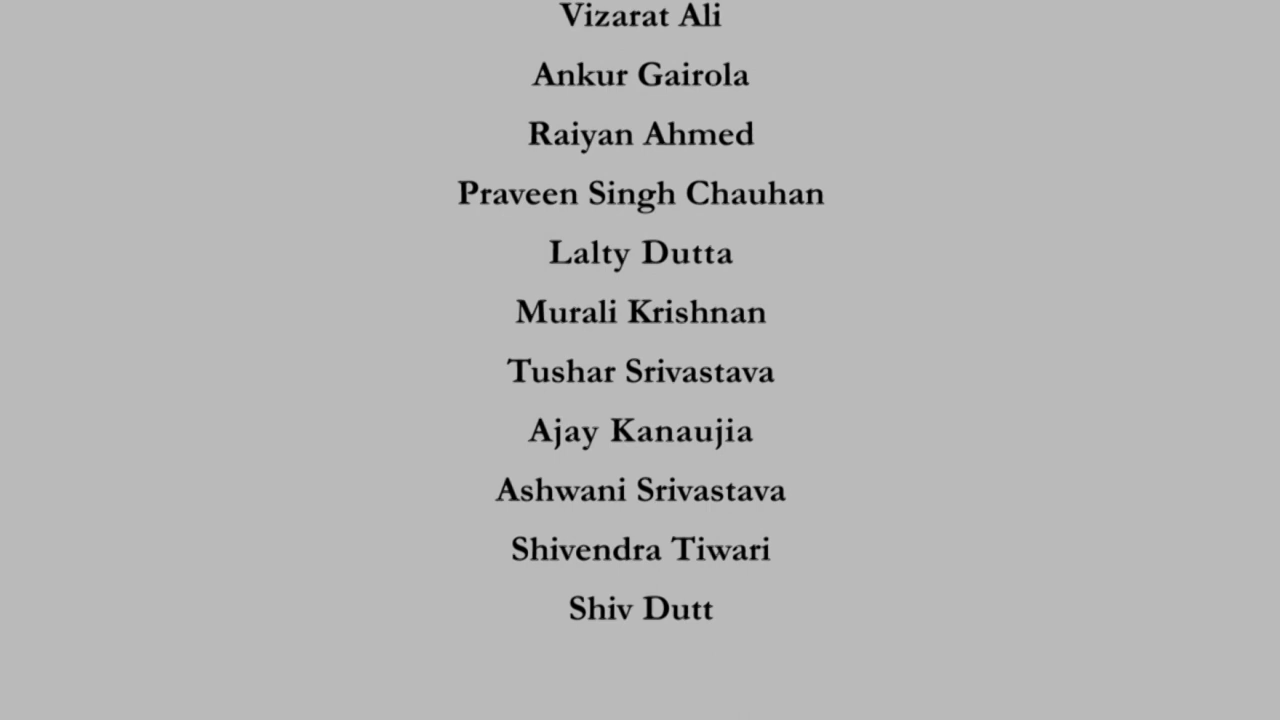 Vizarat Ali
Ankur Gairola
Raiyan Ahmed
Praveen Singh Chauhan
Lalty Dutta
Murali Krishnan
Tushar Srivastava
Ajay Kanaujia
Ashwani Srivastava
Shivendra Tiwari
Shiv Dutt